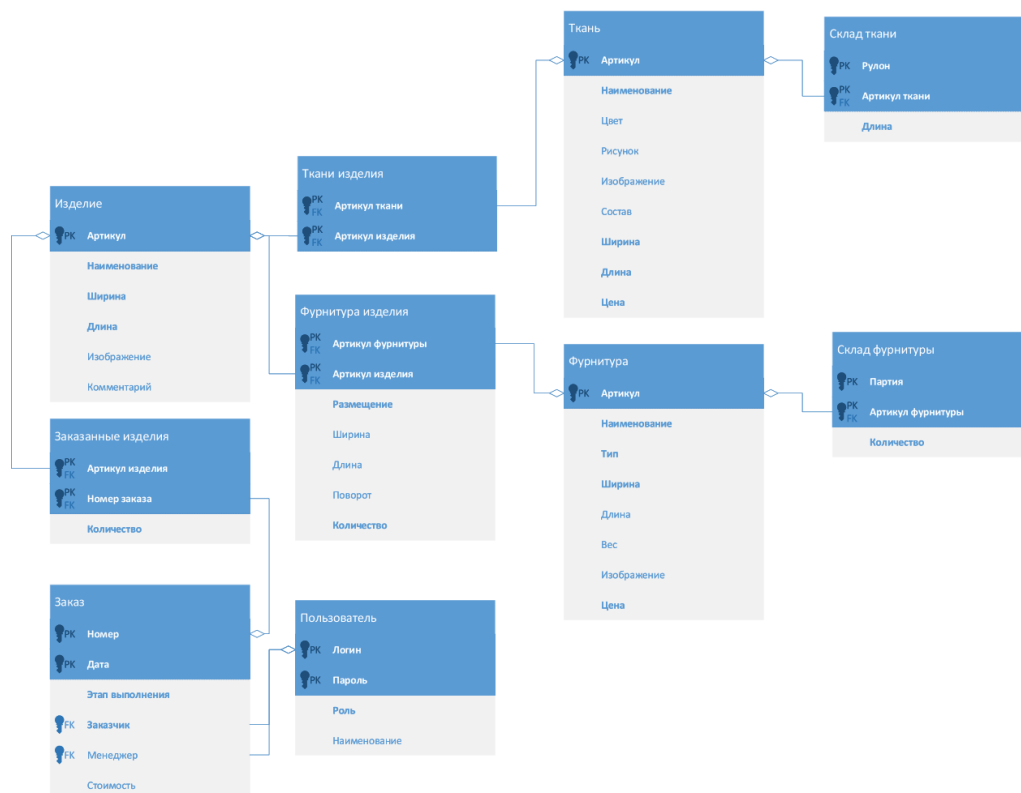 Ткань
PK Артикул
Наименование
Цвет
Рисунок
Изображение
Состав
Ширина
Длина
Цена
Склад ткани
PK Рулон
PK
FK Артикул ткани
Длина
Ткани изделия
PK
FK Артикул ткани
PK
FK Артикул изделия
Изделие
PK Артикул
Наименование
Ширина
Длина
Изображение
Комментарий
Фурнитура изделия
PK
FK Артикул фурнитуры
PK
FK Артикул изделия
Размещение
Ширина
Длина
Поворот
Количество
Фурнитура
PK Артикул
Наименование
Тип
Ширина
Длина
Вес
Изображение
Цена
Склад фурнитуры
PK Партия
PK
FK Артикул фурнитуры
Количество
Заказанные изделия
PK
FK Артикул изделия
PK
FK Номер заказа
Количество
Заказ
PK Номер
PK Дата
Этап выполнения
FK Заказчик
FK Менеджер
Стоимость
Пользователь
PK Логин
PK Пароль
Роль
Наименование